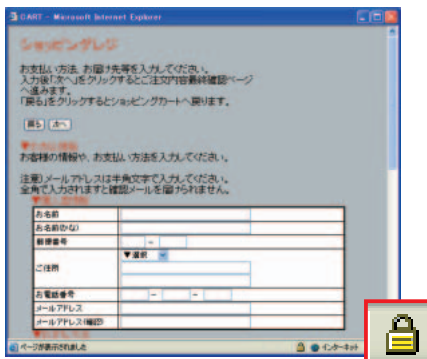 CART - Microsoft Internet Explorer
ショッピングレジ
お支払い方法、お届け先等を入力してください。
入力後「次へ」をクリックするとご注文内容最終確認ページ
へ進みます。
「戻る」をクリックするとショッピングカートへ戻ります。
戻る 次へ
お客様の情報や、お支払い方法を入力してください。
注意)メールアドレスは半角文字で入力してください。
全角で入力されますと確認メールを届けられません。
お名前
お名前(かな)
郵便番号 -
ご住所 ▼選択
お電話番号 - -
メールアドレス
メールアドレス(確認)
ページが表示されました インターネット